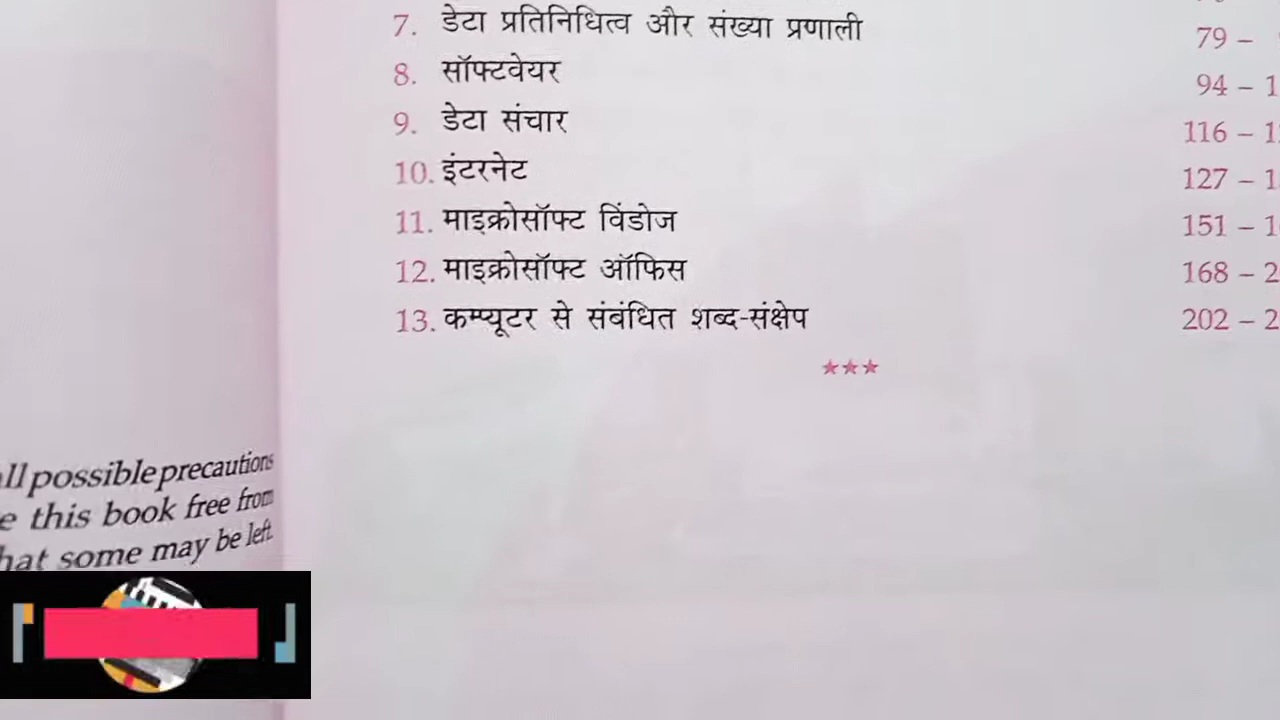 7. डेटा प्रतिनिधित्व और संख्या प्रणाली 79 –
8. सॉफ्टवेयर 94 – 1
9. डेटा संचार 116 – 1
10. इंटरनेट 127 – 1
11. माइक्रोसॉफ्ट विंडोज 151 – 1
12. माइक्रोसॉफ्ट ऑफिस 168 – 2
13. कम्प्यूटर से संबंधित शब्द-संक्षेप 202 – 2
★★★
ll possible precautions
e this book free from
hat some may be left.